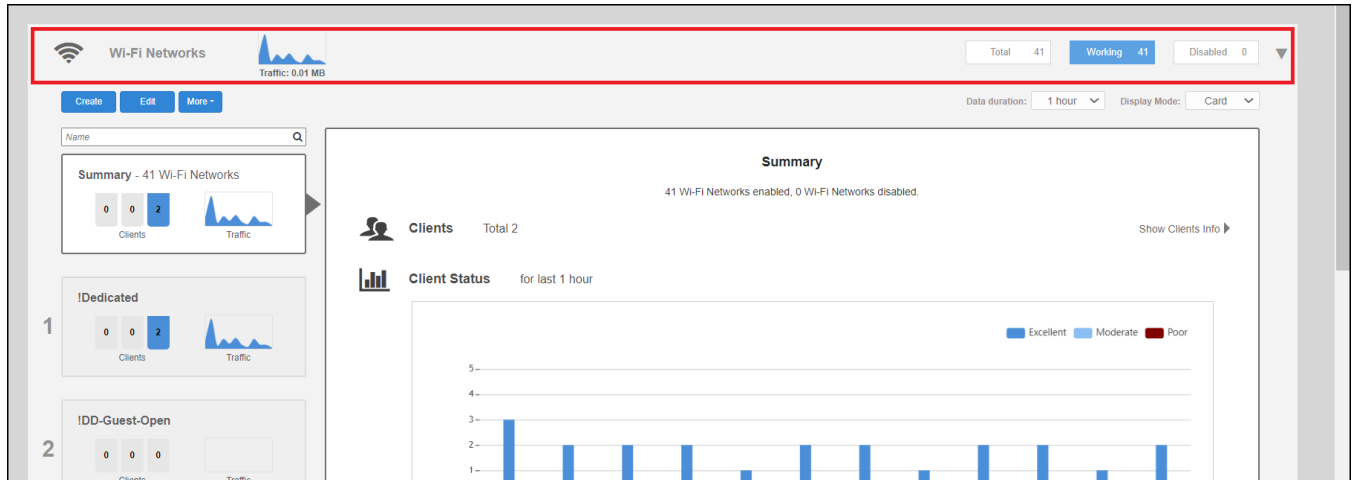 Wi-Fi Networks
Traffic: 0.01 MB
Total 41 Working 41 Disabled 0
Create Edit More
Data duration: 1 hour Display Mode: Card
Name
Summary - 41 Wi-Fi Networks
0 0 2
Clients Traffic
1
!Dedicated
0 0 2
Clients Traffic
2
!DD-Guest-Open
0 0 0
Clients Traffic
Summary
41 Wi-Fi Networks enabled, 0 Wi-Fi Networks disabled.
Clients Total 2 Show Clients Info
Client Status for last 1 hour
Excellent Moderate Poor
5
4
3
2
1